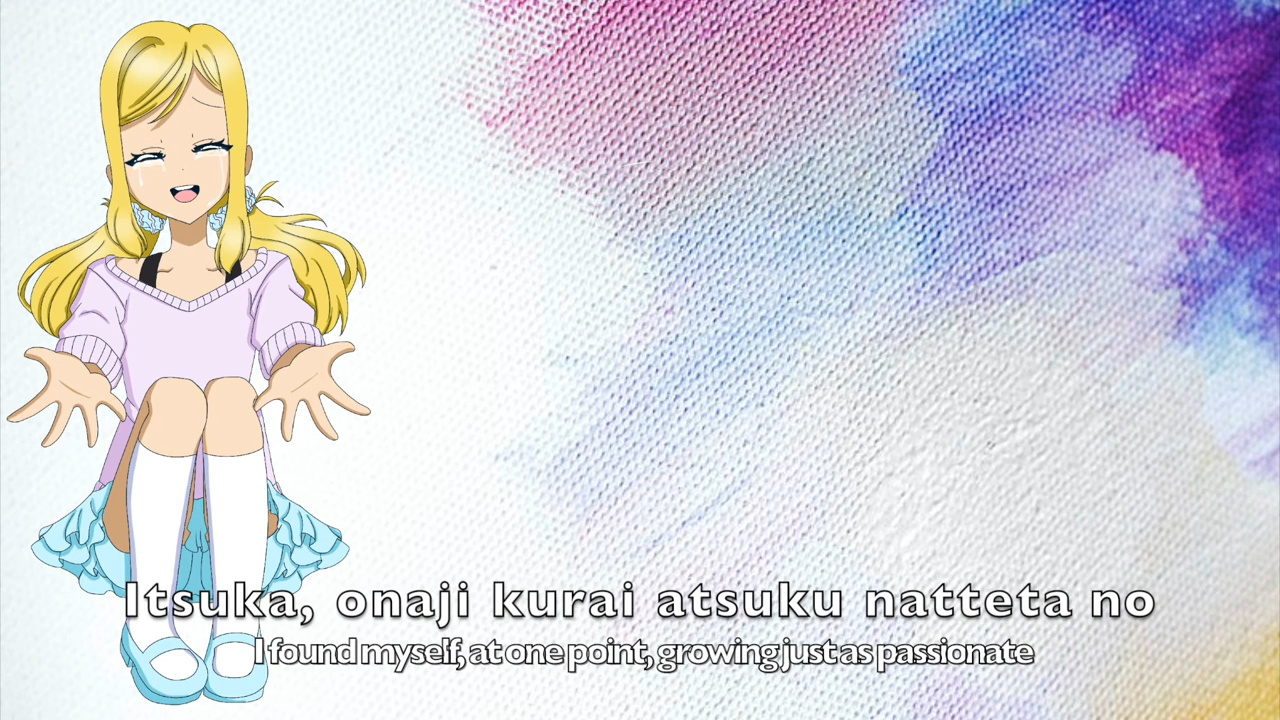 Itsuka, onaji kurai atsuku natteta no
I found myself, at one point, growing just as passionate